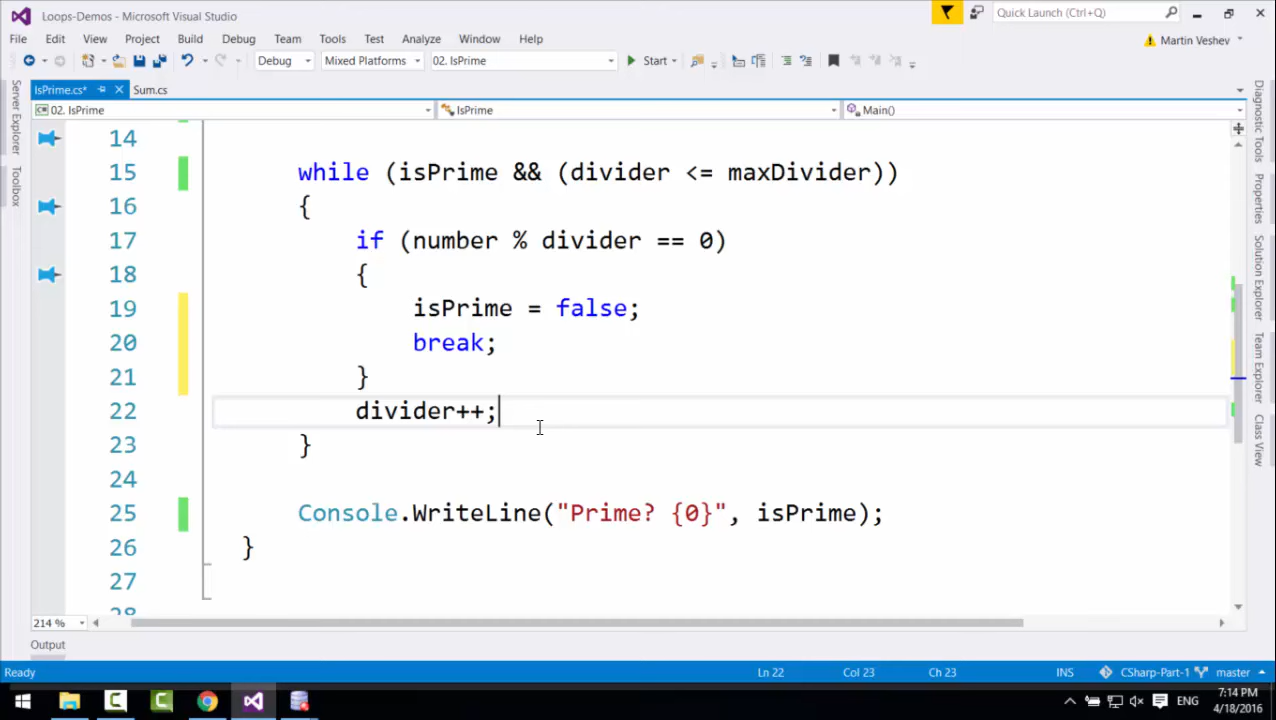 Loops-Demos - Microsoft Visual Studio
Quick Launch (Ctrl+Q)
File Edit View Project Build Debug Team Tools Test Analyze Window Help
Martin Veshev
Debug Mixed Platforms 02. IsPrime Start
IsPrime.cs* Sum.cs
02. IsPrime IsPrime Main()
Server Explorer
Toolbox
14
15 while (isPrime && (divider <= maxDivider))
16 {
17 if (number % divider == 0)
18 {
19 isPrime = false;
20 break;
21 }
22 divider++;
23 }
24
25 Console.WriteLine("Prime? {0}", isPrime);
26 }
27
28
Diagnostic Tools
Properties
Solution Explorer
Team Explorer
Class View
214 %
Output
Ready Ln 22 Col 23 Ch 23 INS CSharp-Part-1 master
ENG 7:14 PM
4/18/2016